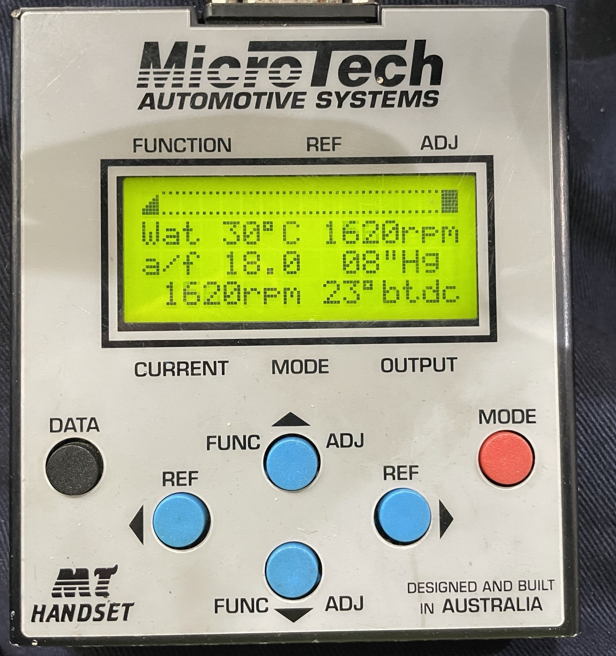 MicroTech
AUTOMOTIVE SYSTEMS
FUNCTION REF ADJ
Wat 30°C 1620rpm
a/f 18.0 08"Hg
1620rpm 23°btdc
CURRENT MODE OUTPUT
DATA MODE
FUNC ADJ
REF REF
MT
HANDSET
FUNC ADJ
DESIGNED AND BUILT
IN AUSTRALIA